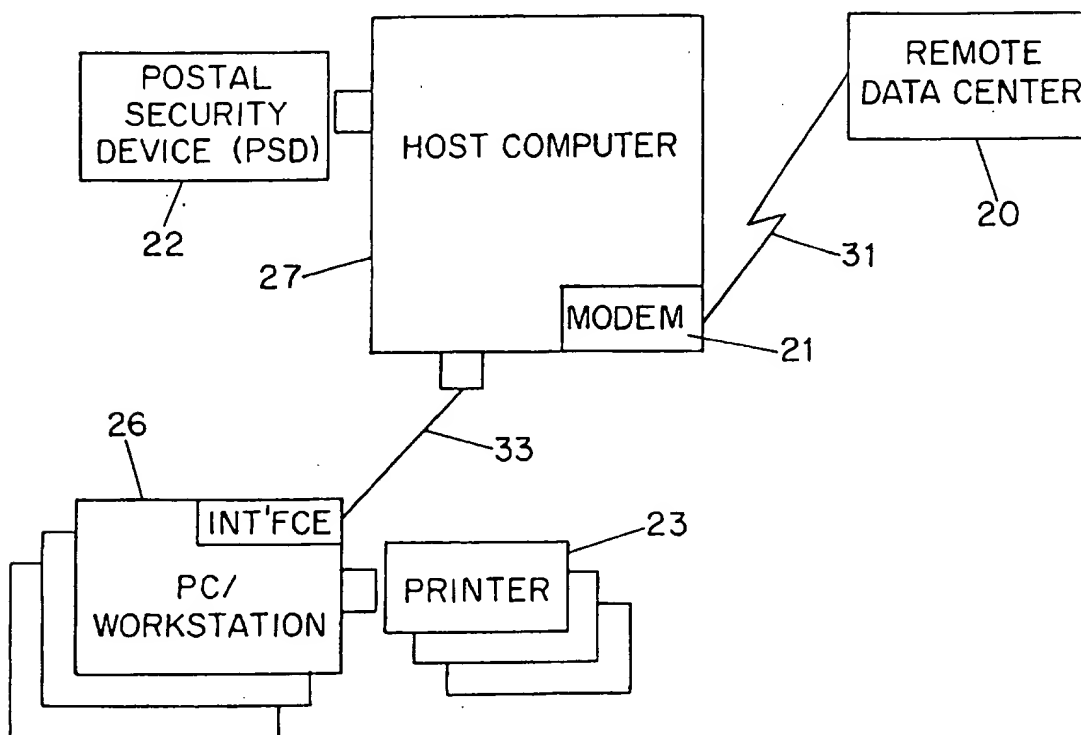 POSTAL
SECURITY
DEVICE (PSD)
22
HOST COMPUTER
27
MODEM
21
REMOTE
DATA CENTER
20
31
33
26
INT'FCE
PC/
WORKSTATION
23
PRINTER